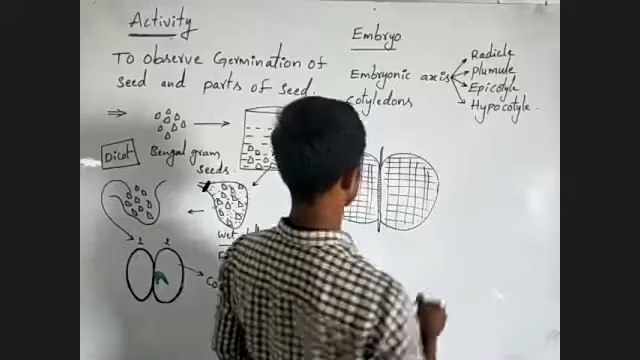 Activity
To observe Germination of
seed and parts of seed.
Dicot
Bengal gram
seeds
wet
1 2
Embryo
Embryonic axis
cotyledons
Radicle
Plumule
Epicotyle
Hypocotyle.